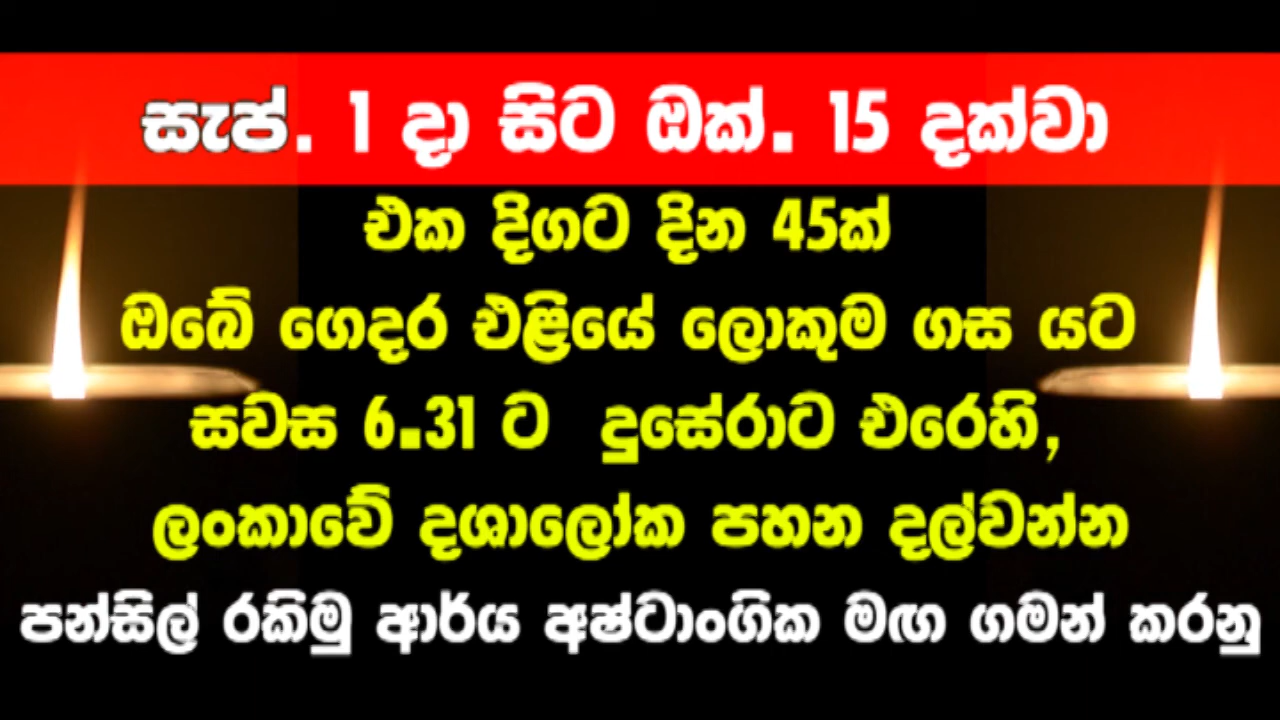 සැප්. 1 දා සිට ඔක්. 15 දක්වා
එක දිගට දින 45ක්
ඔබේ ගෙදර එළියේ ලොකුම ගස යට
සවස 6.31 ට දුසේරාට එරෙහි,
ලංකාවේ දශාලෝක පහන දල්වන්න
පන්සිල් රකිමු ආර්ය අෂ්ටාංගික මඟ ගමන් කරනු